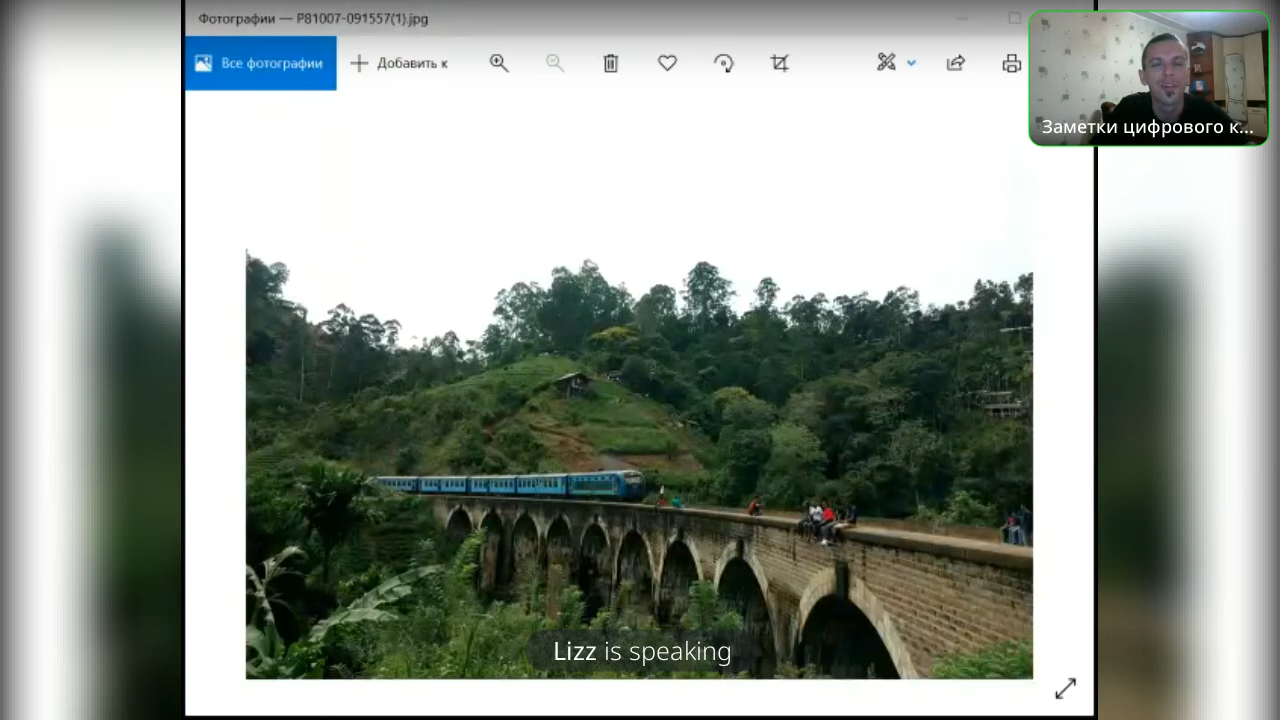 Фотографии — P81007-091557(1).jpg
Все фотографии
Добавить к
Заметки цифрового к...
Lizz is speaking